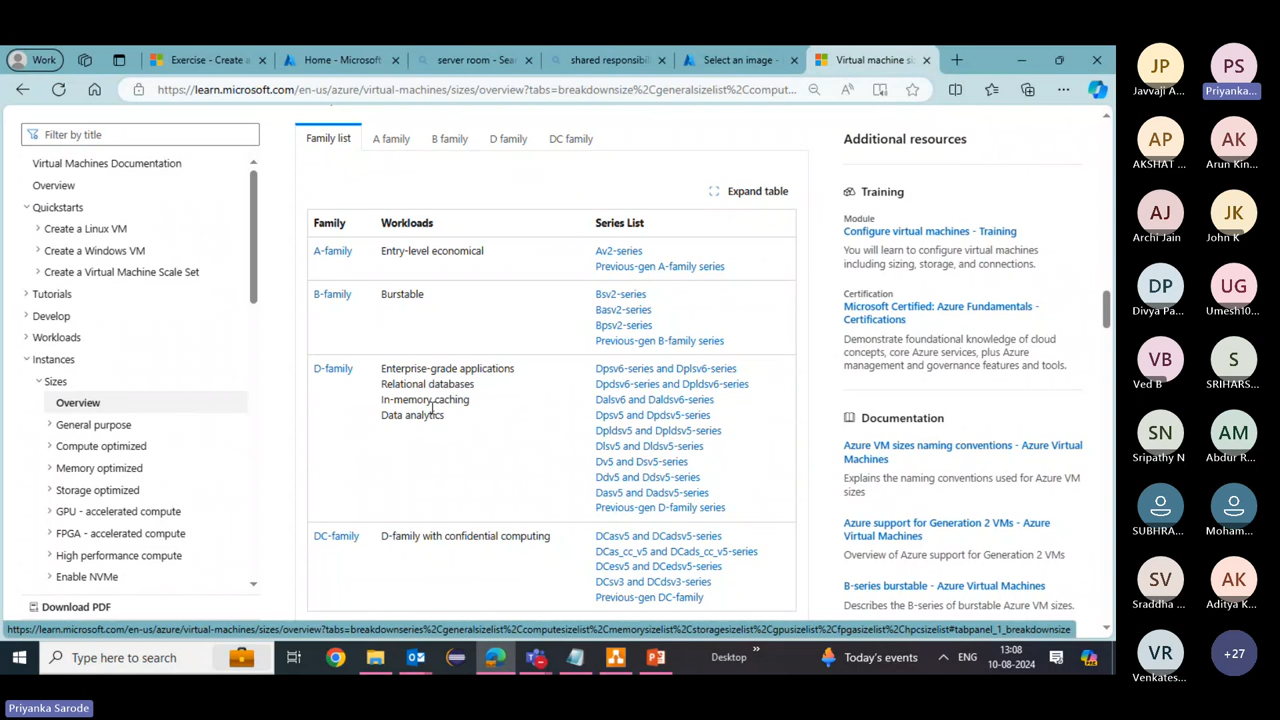 Work
Exercise - Create a
Home - Microsoft
server room - Sea
shared responsibil
Select an image -
Virtual machine si
https://learn.microsoft.com/en-us/azure/virtual-machines/sizes/overview?tabs=breakdownsize%2Cgeneralsizelist%2Ccomput...
Filter by title
Virtual Machines Documentation
Overview
Quickstarts
Create a Linux VM
Create a Windows VM
Create a Virtual Machine Scale Set
Tutorials
Develop
Workloads
Instances
Sizes
Overview
General purpose
Compute optimized
Memory optimized
Storage optimized
GPU - accelerated compute
FPGA - accelerated compute
High performance compute
Enable NVMe
Download PDF
Family list
A family
B family
D family
DC family
Expand table
Family Workloads Series List
A-family Entry-level economical Av2-series
Previous-gen A-family series
B-family Burstable Bsv2-series
Basv2-series
Bpsv2-series
Previous-gen B-family series
D-family Enterprise-grade applications Dpsv6-series and Dplsv6-series
Relational databases Dpdsv6-series and Dpldsv6-series
In-memory caching Dalsv6 and Daldsv6-series
Data analytics Dpsv5 and Dpdsv5-series
Dpldsv5 and Dpldsv5-series
Dlsv5 and Dldsv5-series
Dv5 and Dsv5-series
Ddv5 and Ddsv5-series
Dasv5 and Dadsv5-series
Previous-gen D-family series
DC-family D-family with confidential computing DCasv5 and DCadsv5-series
DCas_cc_v5 and DCads_cc_v5-series
DCesv5 and DCedsv5-series
DCsv3 and DCdsv3-series
Previous-gen DC-family
Additional resources
Training
Module
Configure virtual machines - Training
You will learn to configure virtual machines
including sizing, storage, and connections.
Certification
Microsoft Certified: Azure Fundamentals -
Certifications
Demonstrate foundational knowledge of cloud
concepts, core Azure services, plus Azure
management and governance features and tools.
Documentation
Azure VM sizes naming conventions - Azure Virtual
Machines
Explains the naming conventions used for Azure VM
sizes
Azure support for Generation 2 VMs - Azure
Virtual Machines
Overview of Azure support for Generation 2 VMs
B-series burstable - Azure Virtual Machines
Describes the B-series of burstable Azure VM sizes.
https://learn.microsoft.com/en-us/azure/virtual-machines/sizes/overview?tabs=breakdownseries%2Cgeneralsizelist%2Ccomputesizelist%2Cmemorysizelist%2Cstoragesizelist%2Cgpusizelist%2Cfpgasizelist%2Chpcsizelist#tabpanel_1_breakdownsize
Type here to search
Desktop
Today's events
ENG
13:08
10-08-2024
Priyanka Sarode
JP PS
Javvaji A... Priyanka...
AP AK
AKSHAT ... Arun Kin...
AJ JK
Archi Jain John K
DP UG
Divya Pa... Umesh10...
VB S
Ved B SRIHARS...
SN AM
Sripathy N Abdur R...
SUBHRA... Moham...
SV AK
Sraddha ... Aditya K...
VR +27
Venkates...